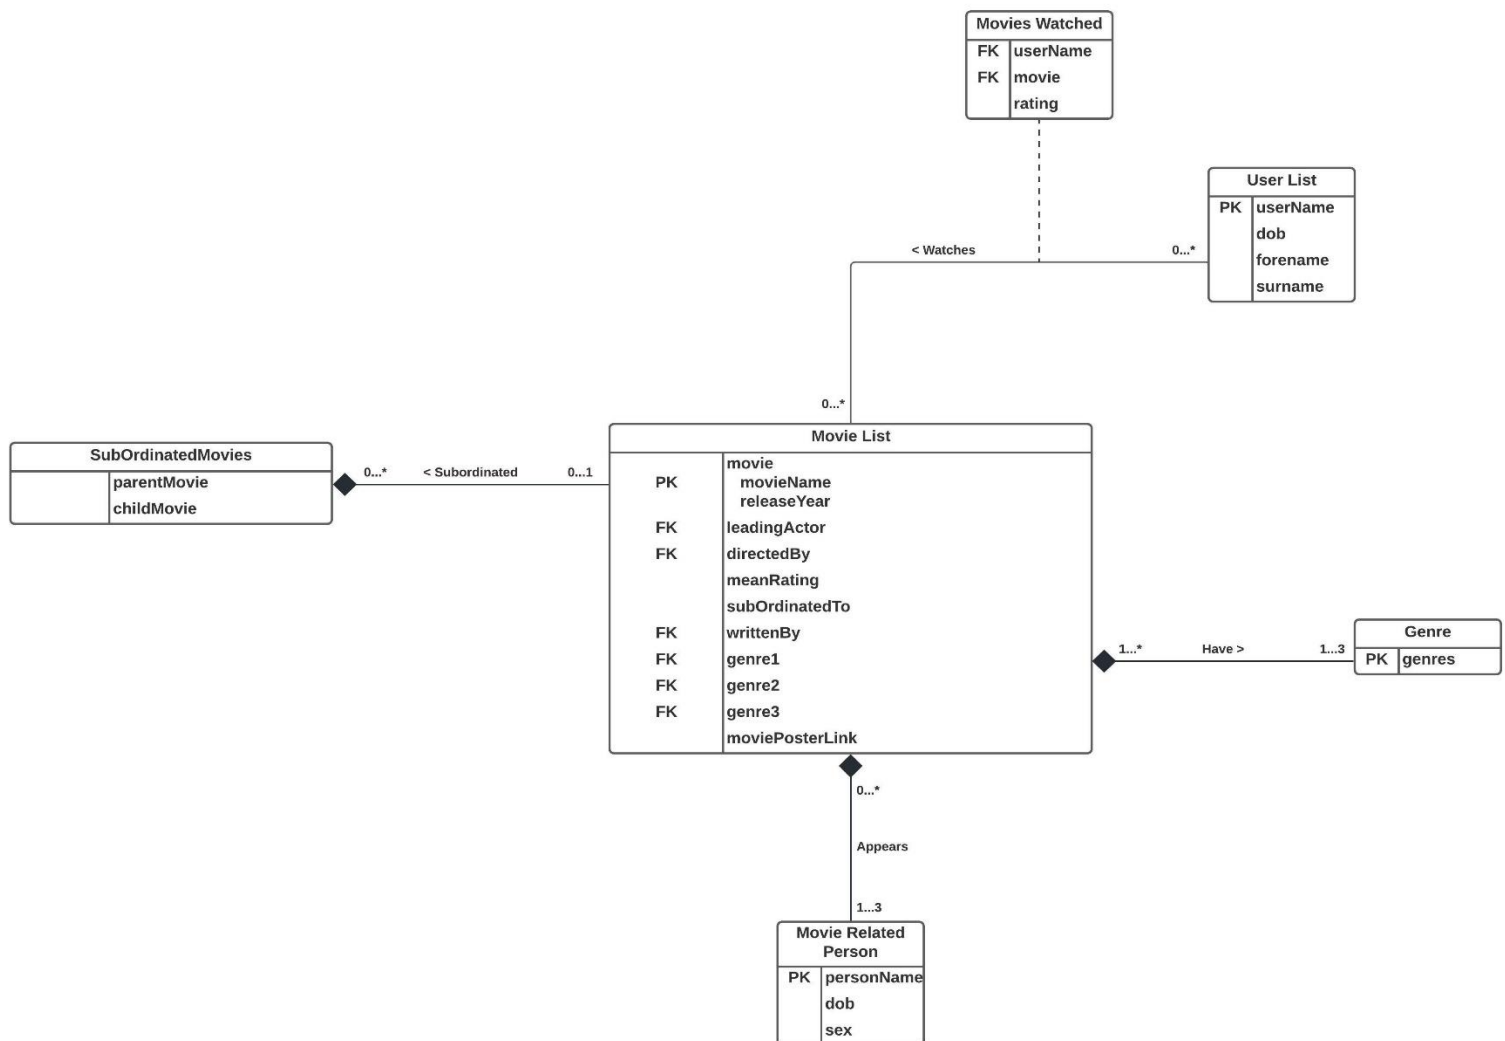 Movies Watched
FK userName
FK movie
rating
User List
PK userName
dob
forename
surname
< Watches
0...*
0...*
SubOrdinatedMovies
parentMovie
childMovie
0...*
< Subordinated
0...1
Movie List
movie
PK movieName
releaseYear
FK leadingActor
FK directedBy
meanRating
subOrdinatedTo
FK writtenBy
FK genre1
FK genre2
FK genre3
moviePosterLink
1...*
Have >
1...3
Genre
PK genres
0...*
Appears
1...3
Movie Related
Person
PK personName
dob
sex